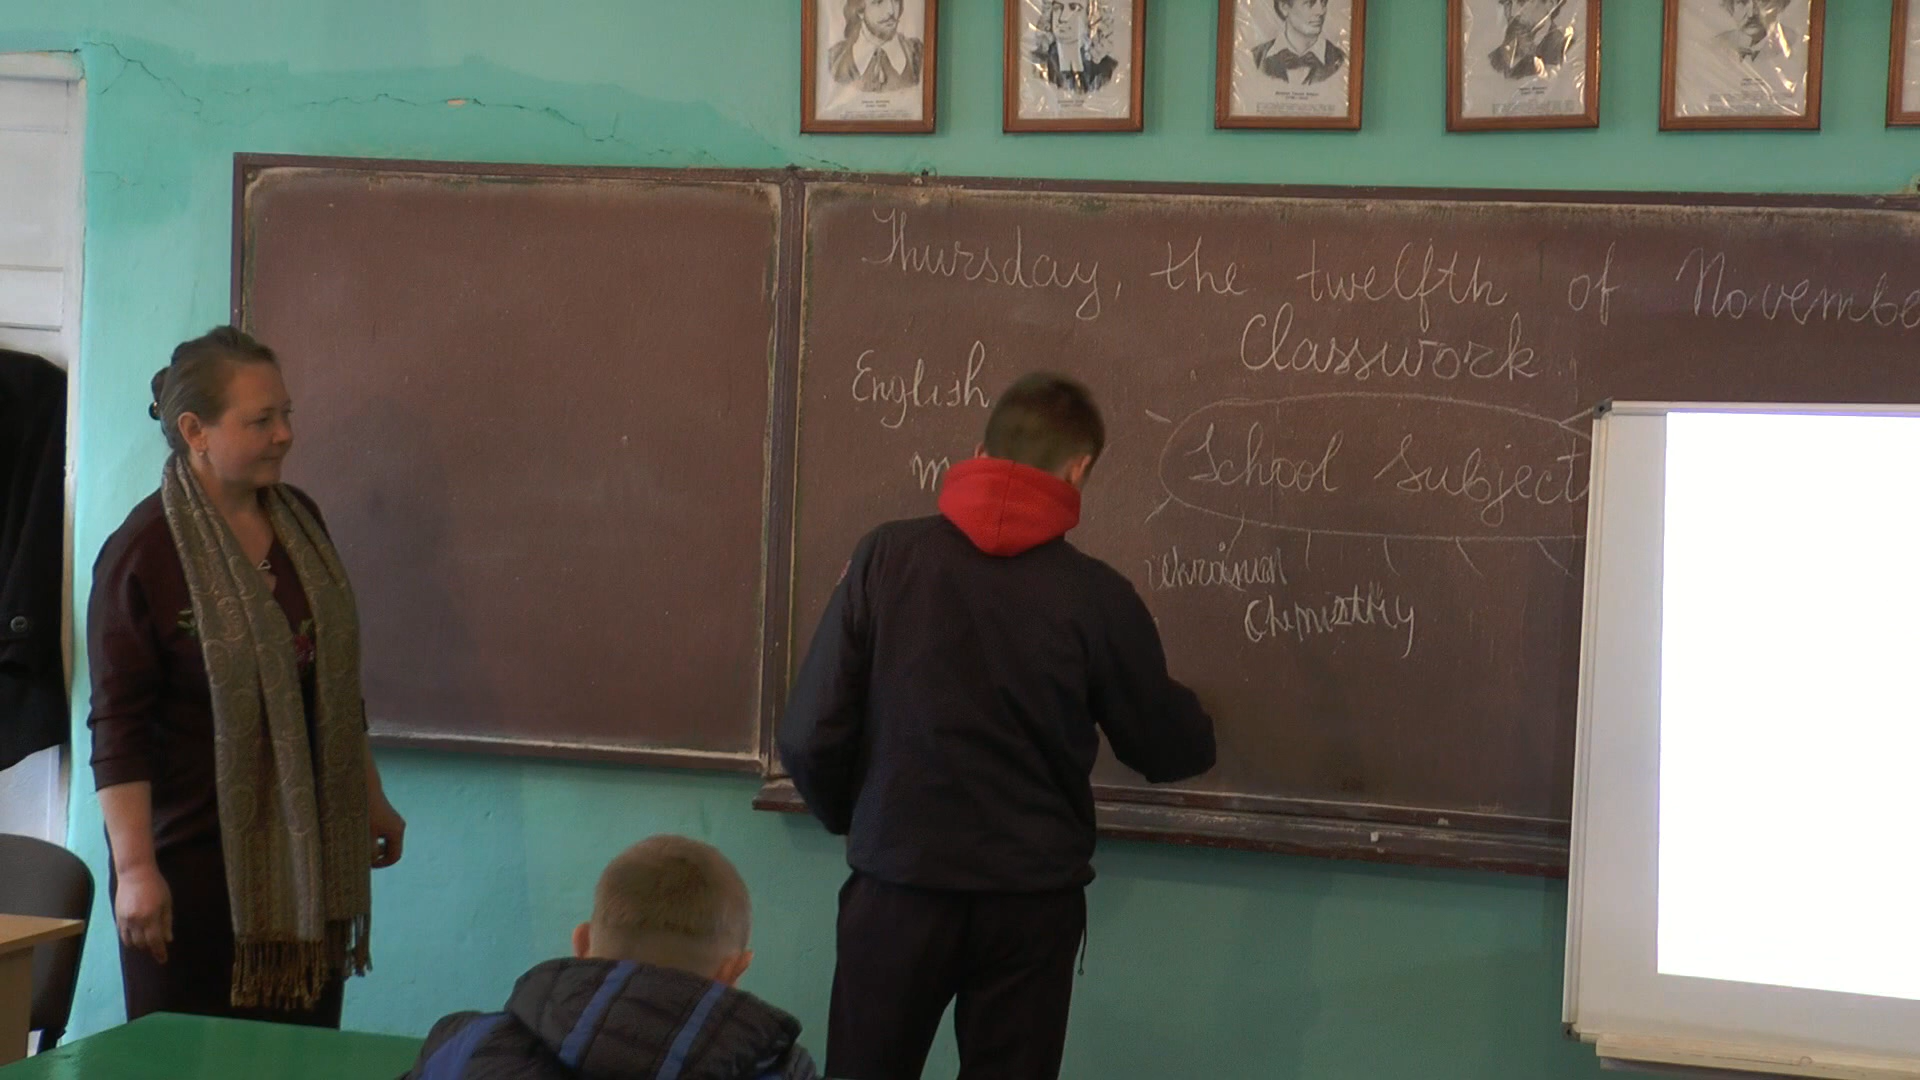 Thursday, the twelfth of Novembe
Classwork
English
School Subject
m
Ukrainian
Chemistry